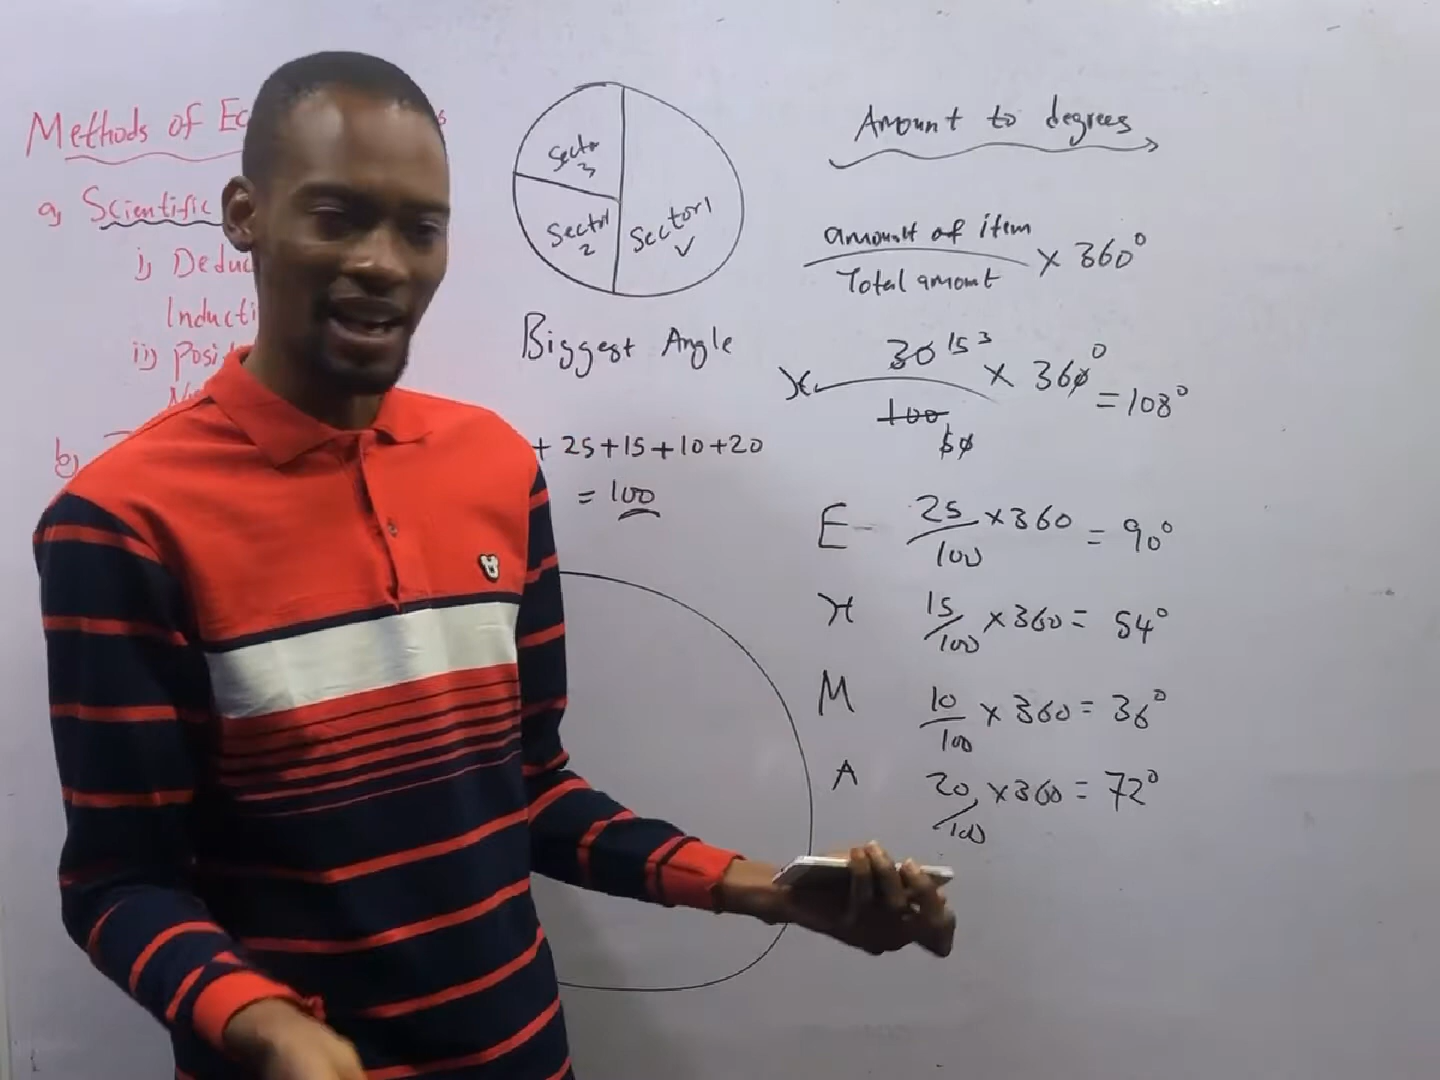 Methods of Ec
a, Scientific
i, Deduc
Inducti
ii) Posi
b,
Sector
3
Sector
2
Sector 1
Biggest Angle
+ 25+15+10+20
= 100
Amount to degrees
amount of item
Total amount
× 360°
30 15 3
100
50
× 360°
= 108°
E - 25/100 ×360 = 90°
H 15/100 ×360 = 54°
M 10/100 × 360 = 36°
A 20/100 ×360 = 72°